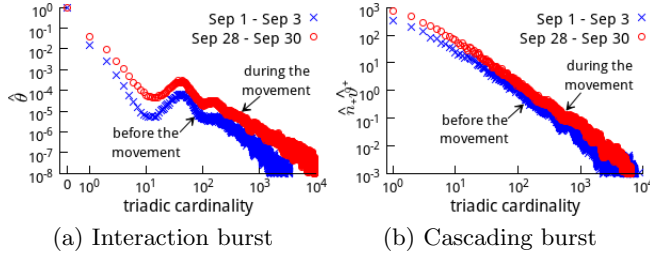 10^0
10^-1
10^-2
10^-3
10^-4
10^-5
10^-6
10^-7
10^-8
θ̂
Sep 1 - Sep 3
Sep 28 - Sep 30
during the
movement
before the
movement
0 10^0 10^1 10^2 10^3 10^4
triadic cardinality
(a) Interaction burst
10^3
10^2
10^1
10^0
10^-1
10^-2
10^-3
n̂₊ϑ̂⁺
Sep 1 - Sep 3
Sep 28 - Sep 30
during the
movement
before the
movement
10^0 10^1 10^2 10^3 10^4
triadic cardinality
(b) Cascading burst